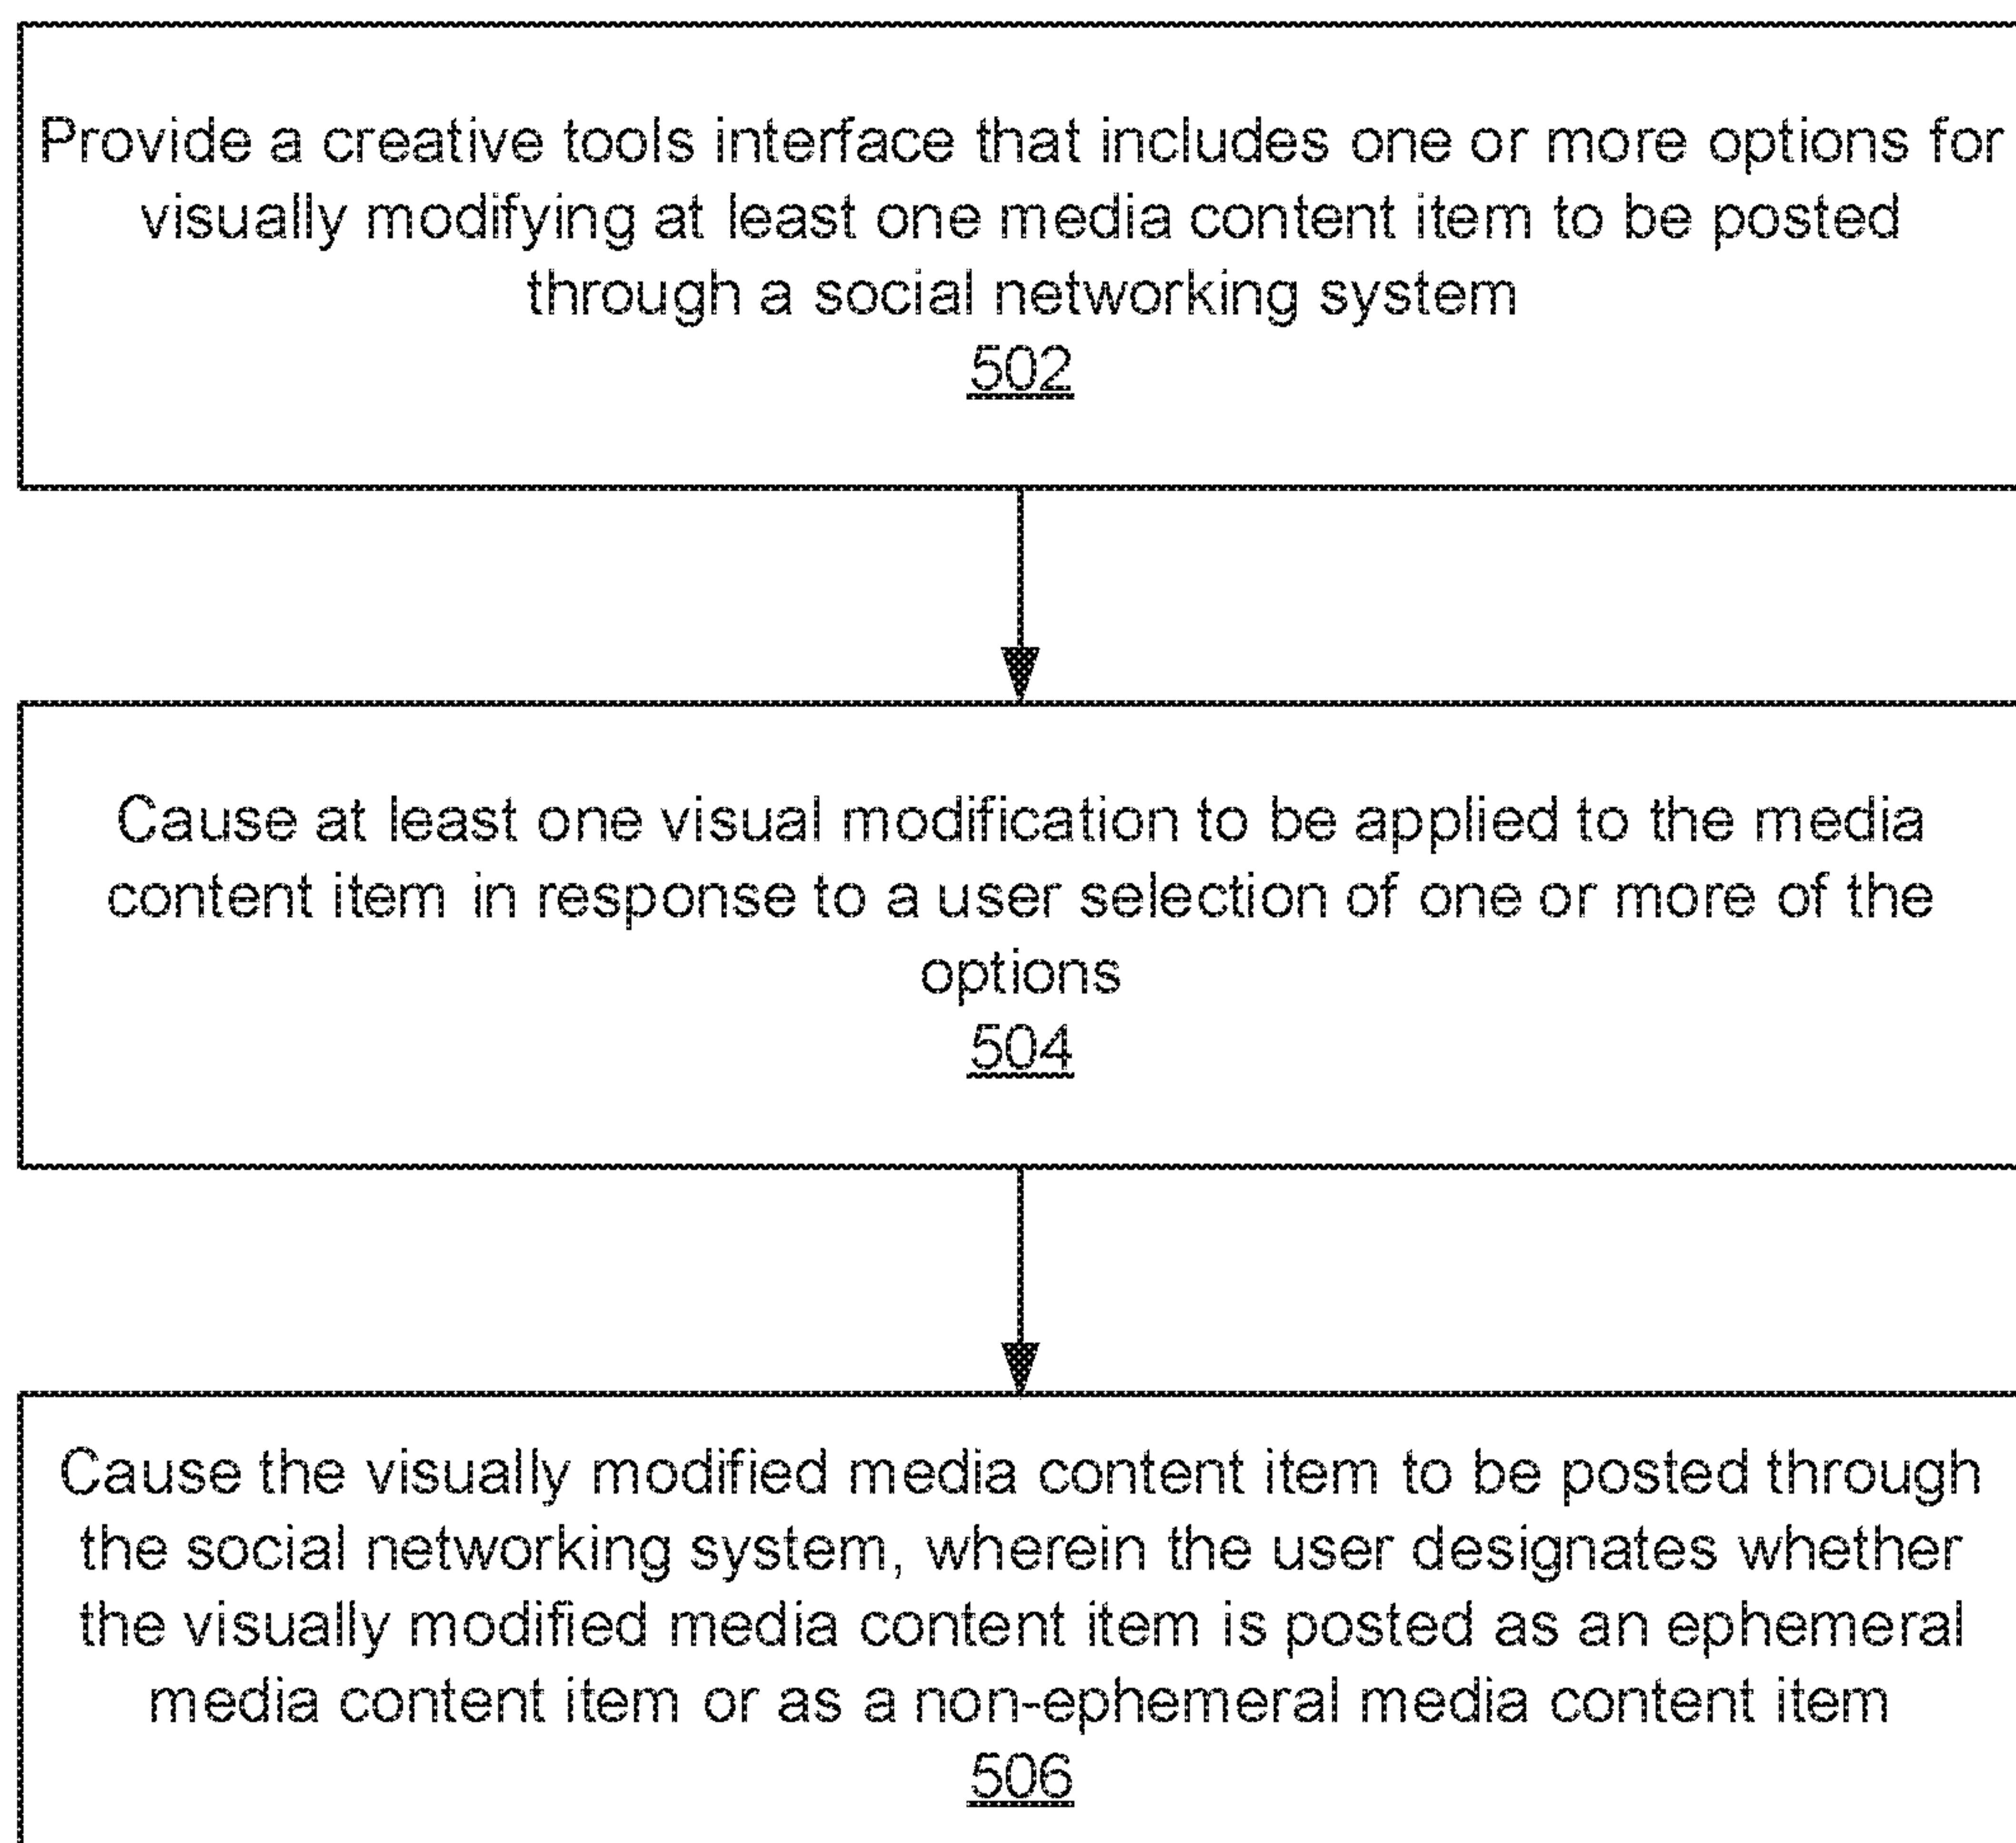 Provide a creative tools interface that includes one or more options for
visually modifying at least one media content item to be posted
through a social networking system
502
Cause at least one visual modification to be applied to the media
content item in response to a user selection of one or more of the
options
504
Cause the visually modified media content item to be posted through
the social networking system, wherein the user designates whether
the visually modified media content item is posted as an ephemeral
media content item or as a non-ephemeral media content item
506